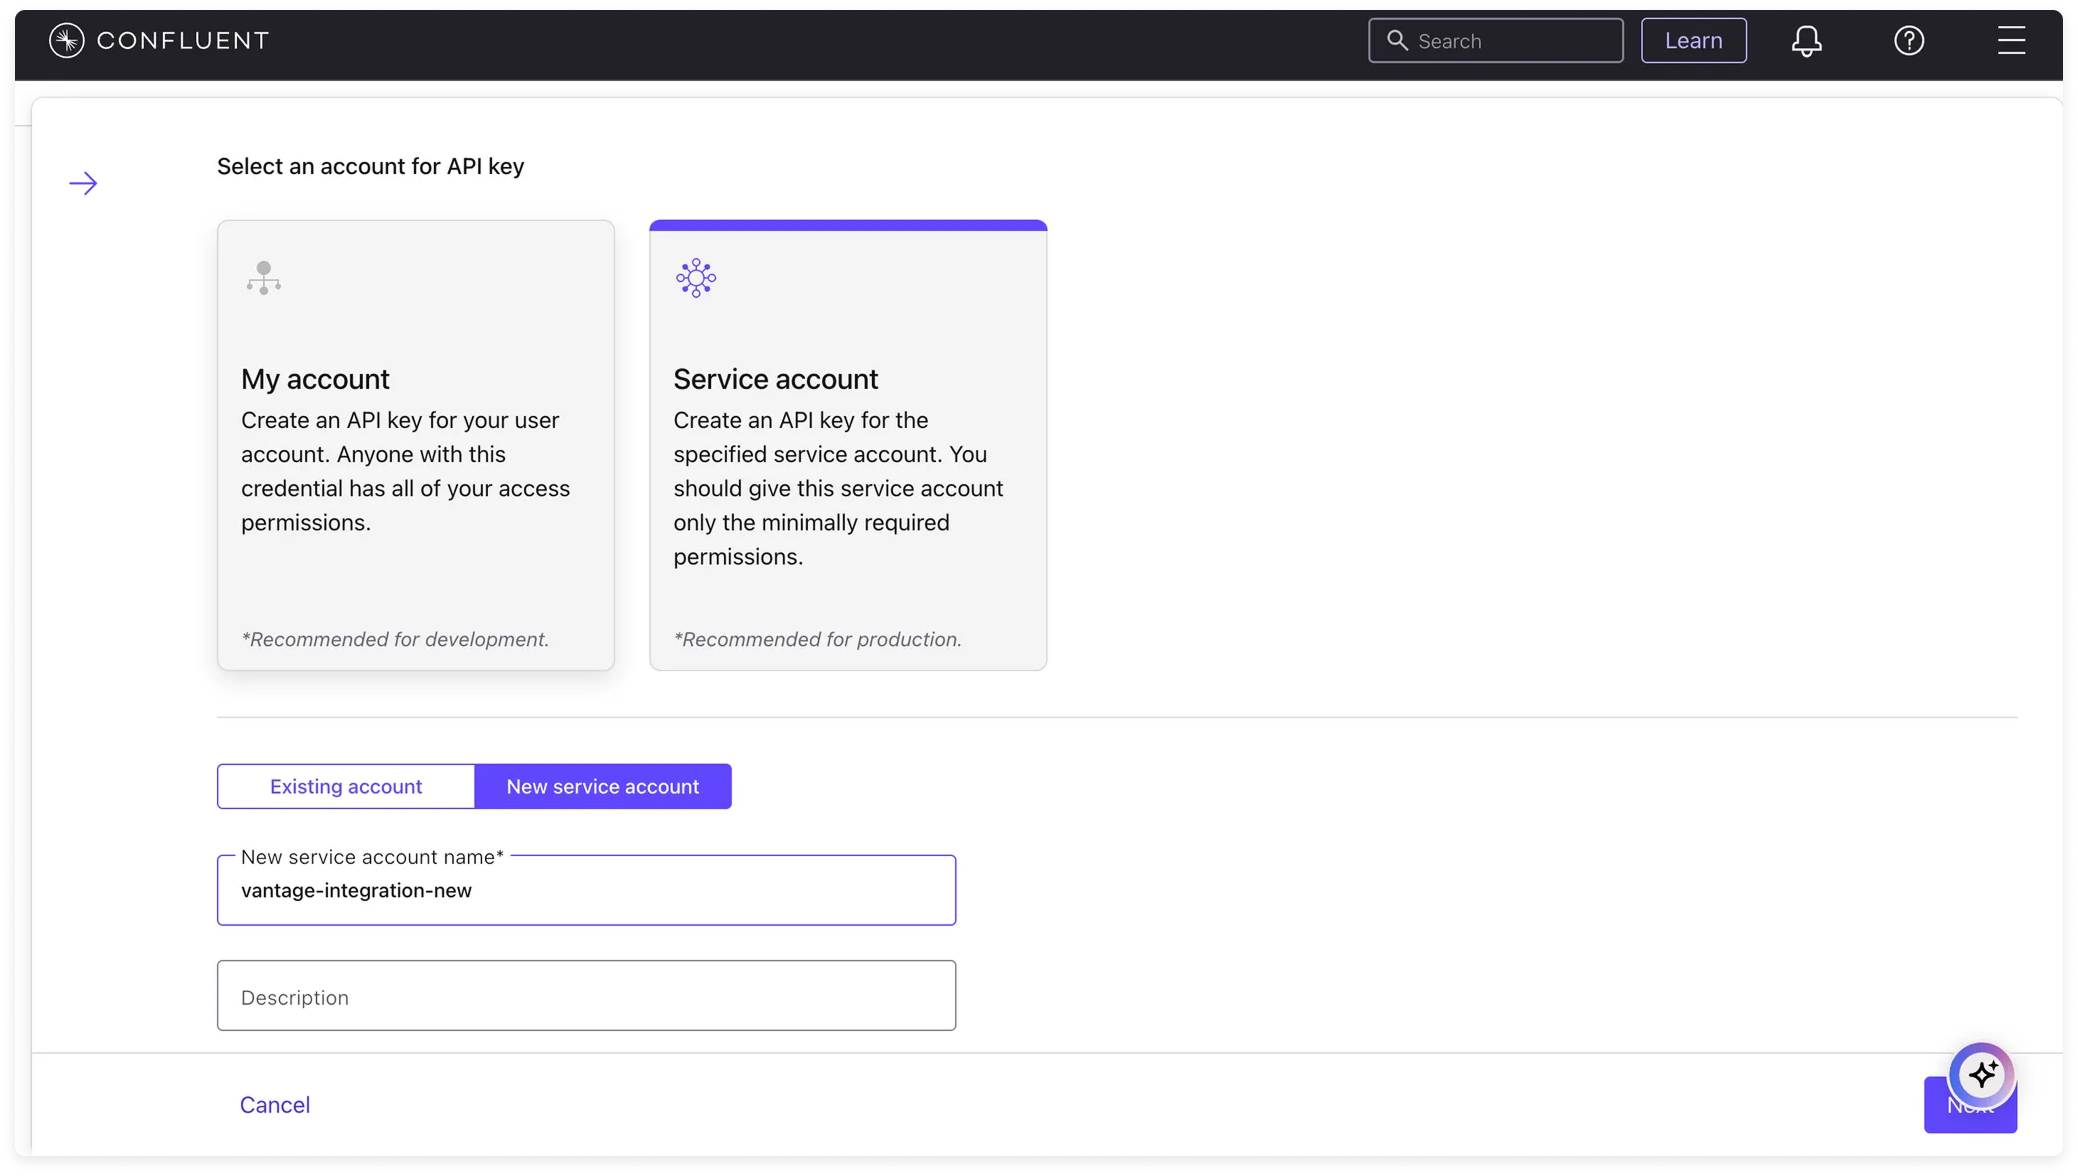 CONFLUENT
Search
Learn
Select an account for API key
My account
Create an API key for your user
account. Anyone with this
credential has all of your access
permissions.
*Recommended for development.
Service account
Create an API key for the
specified service account. You
should give this service account
only the minimally required
permissions.
*Recommended for production.
Existing account
New service account
New service account name*
vantage-integration-new
Description
Cancel
Next